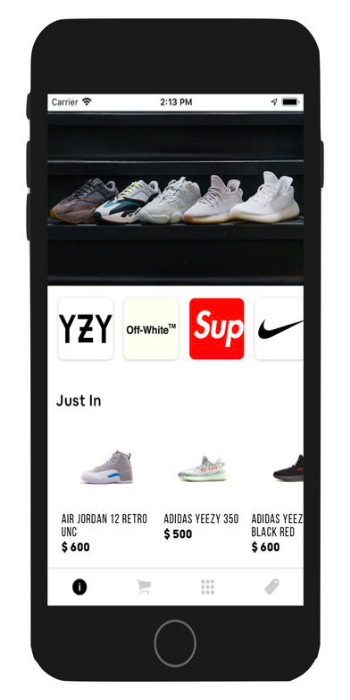 Carrier 2:13 PM
YZY Off-White™ Sup
Just In
AIR JORDAN 12 RETRO
UNC
$ 600
ADIDAS YEEZY 350
$ 500
ADIDAS YEEZ
BLACK RED
$ 600